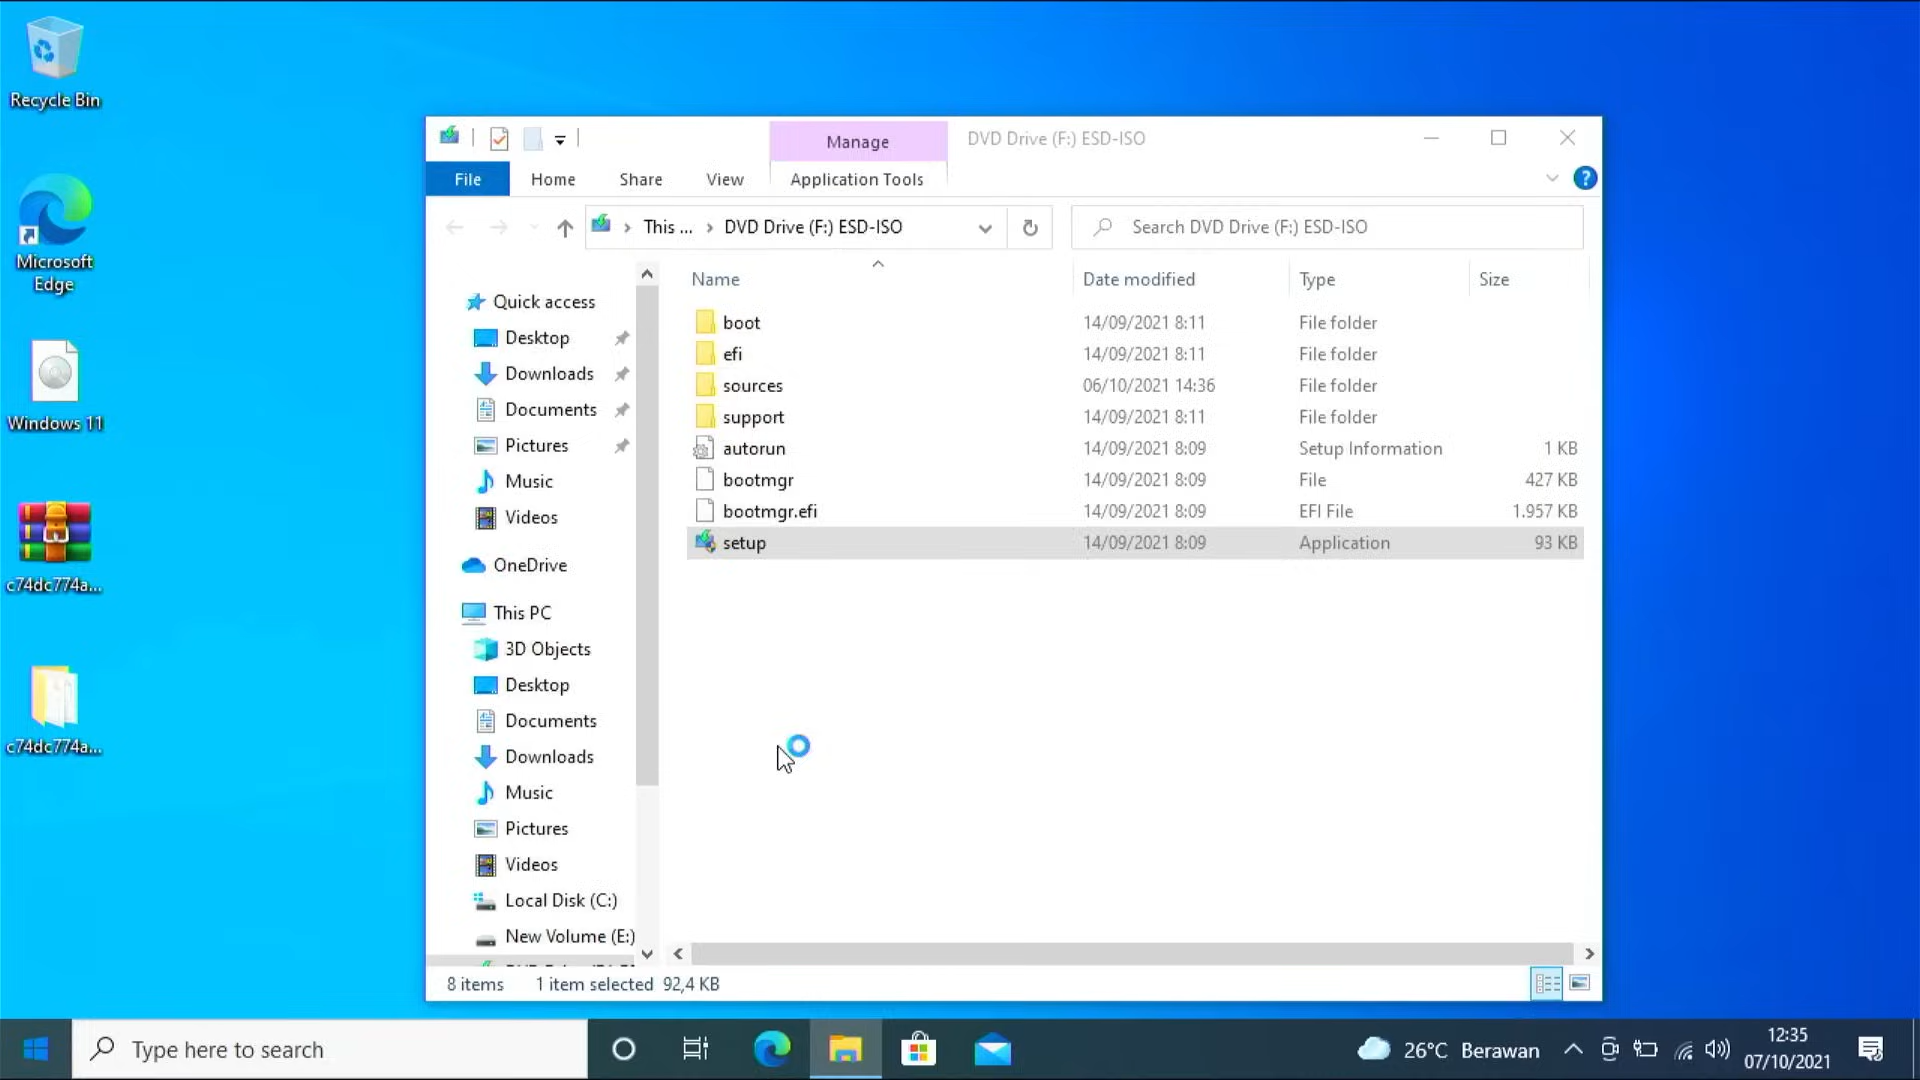 Recycle Bin
Microsoft
Edge
Windows 11
c74dc774a...
c74dc774a...
Manage
DVD Drive (F:) ESD-ISO
File
Home
Share
View
Application Tools
This ...
DVD Drive (F:) ESD-ISO
Search DVD Drive (F:) ESD-ISO
Quick access
Desktop
Downloads
Documents
Pictures
Music
Videos
OneDrive
This PC
3D Objects
Desktop
Documents
Downloads
Music
Pictures
Videos
Local Disk (C:)
New Volume (E:)
Name Date modified Type Size
boot 14/09/2021 8:11 File folder
efi 14/09/2021 8:11 File folder
sources 06/10/2021 14:36 File folder
support 14/09/2021 8:11 File folder
autorun 14/09/2021 8:09 Setup Information 1 KB
bootmgr 14/09/2021 8:09 File 427 KB
bootmgr.efi 14/09/2021 8:09 EFI File 1.957 KB
setup 14/09/2021 8:09 Application 93 KB
8 items 1 item selected 92,4 KB
Type here to search
26°C Berawan
12:35
07/10/2021